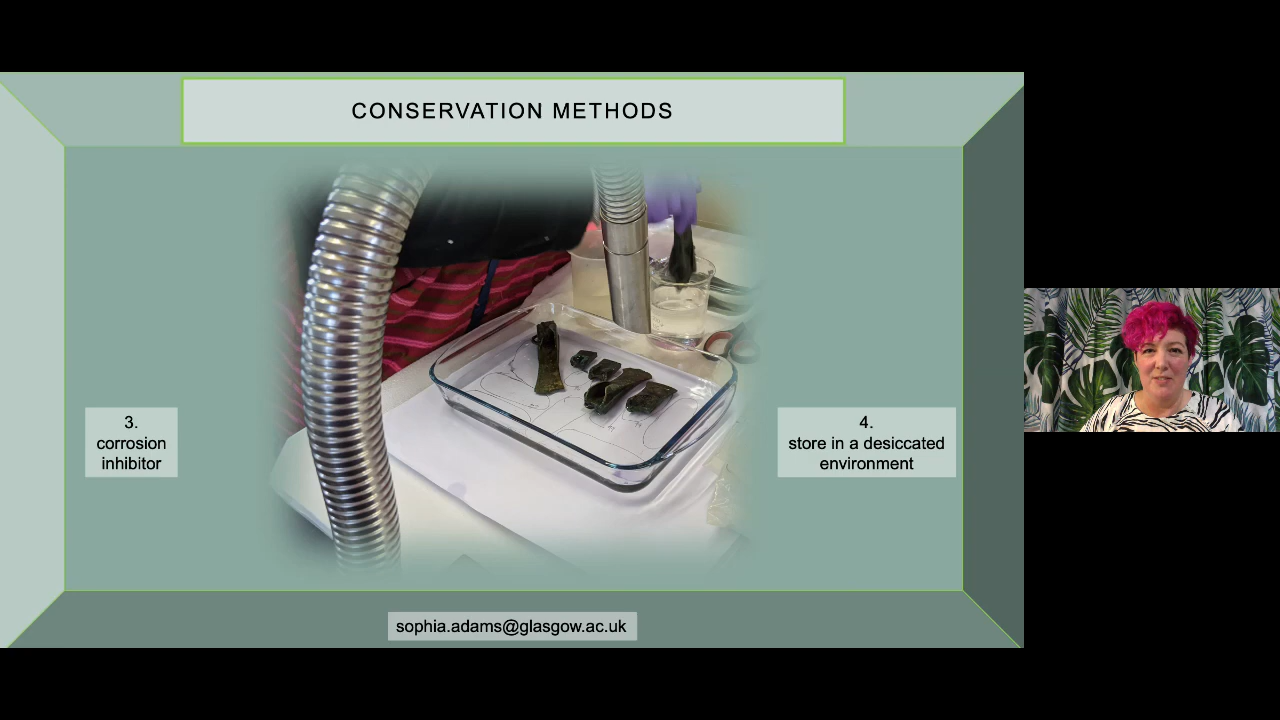 CONSERVATION METHODS
3.
corrosion
inhibitor
4.
store in a desiccated
environment
sophia.adams@glasgow.ac.uk